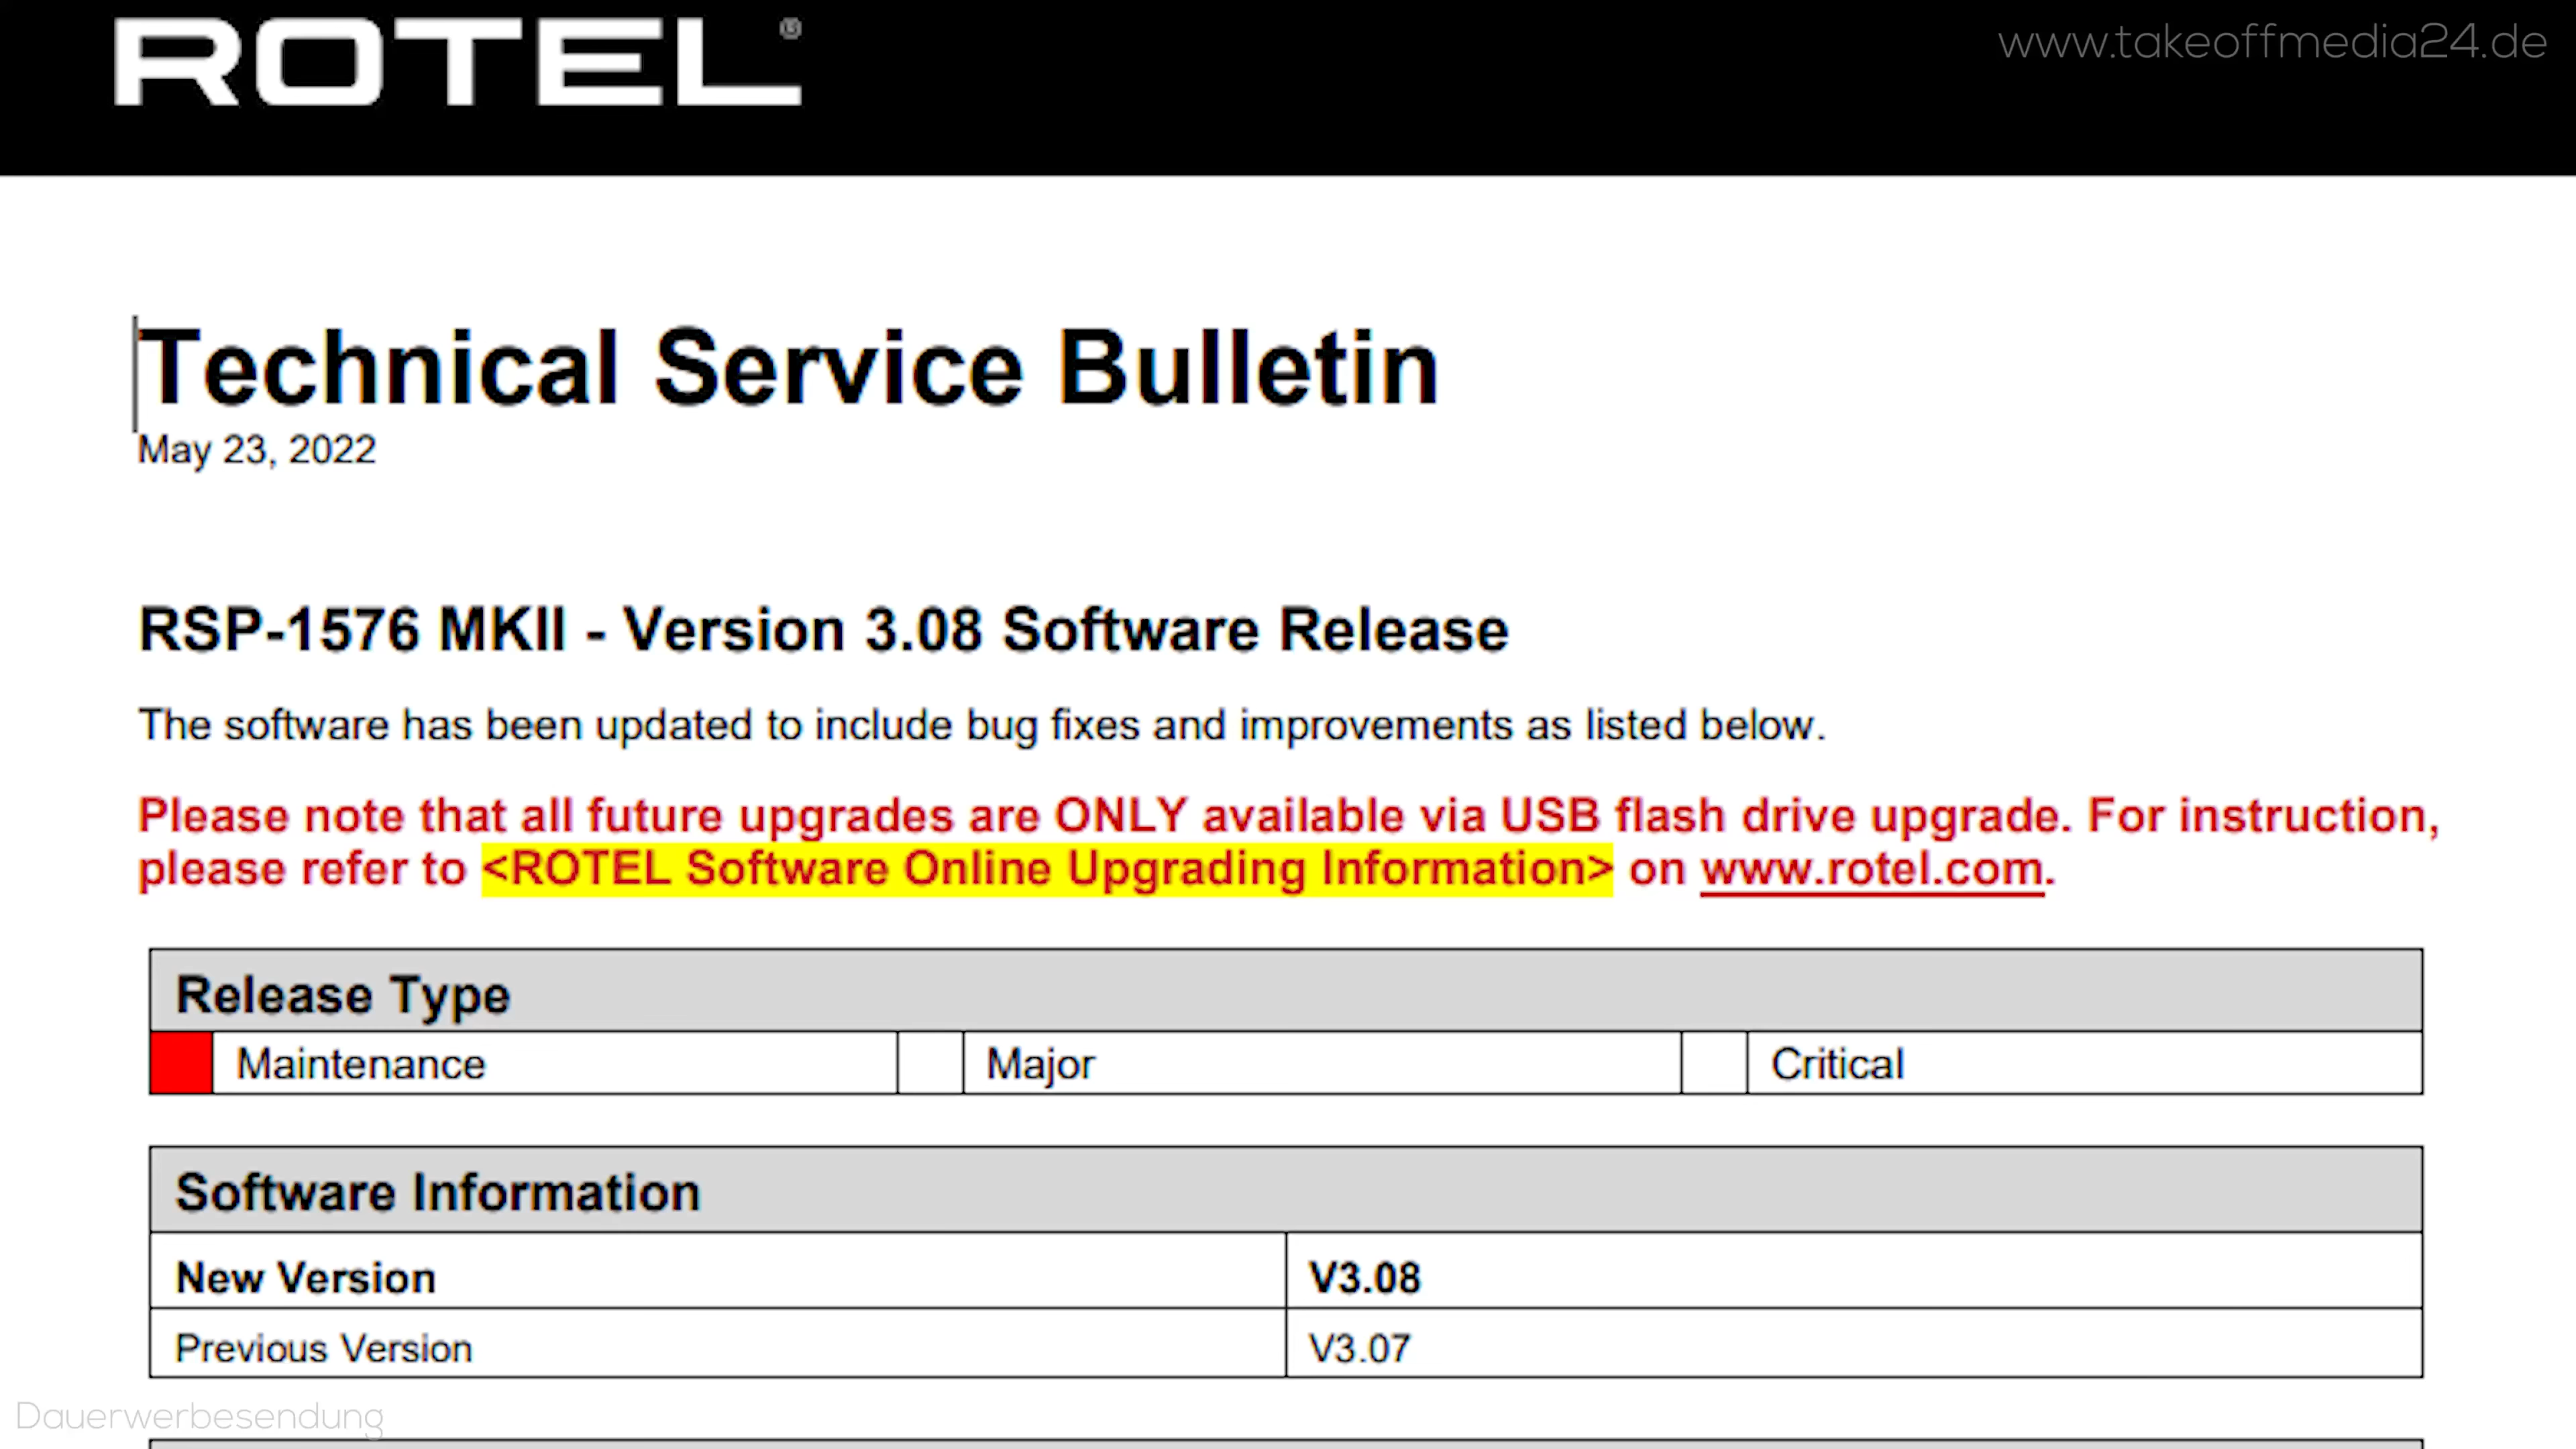 ROTEL®
www.takeoffmedia24.de
Technical Service Bulletin
May 23, 2022
RSP-1576 MKII - Version 3.08 Software Release
The software has been updated to include bug fixes and improvements as listed below.
Please note that all future upgrades are ONLY available via USB flash drive upgrade. For instruction,
please refer to <ROTEL Software Online Upgrading Information> on www.rotel.com.
Release Type
Maintenance Major Critical
Software Information
New Version V3.08
Previous Version V3.07
Dauerwerbesendung